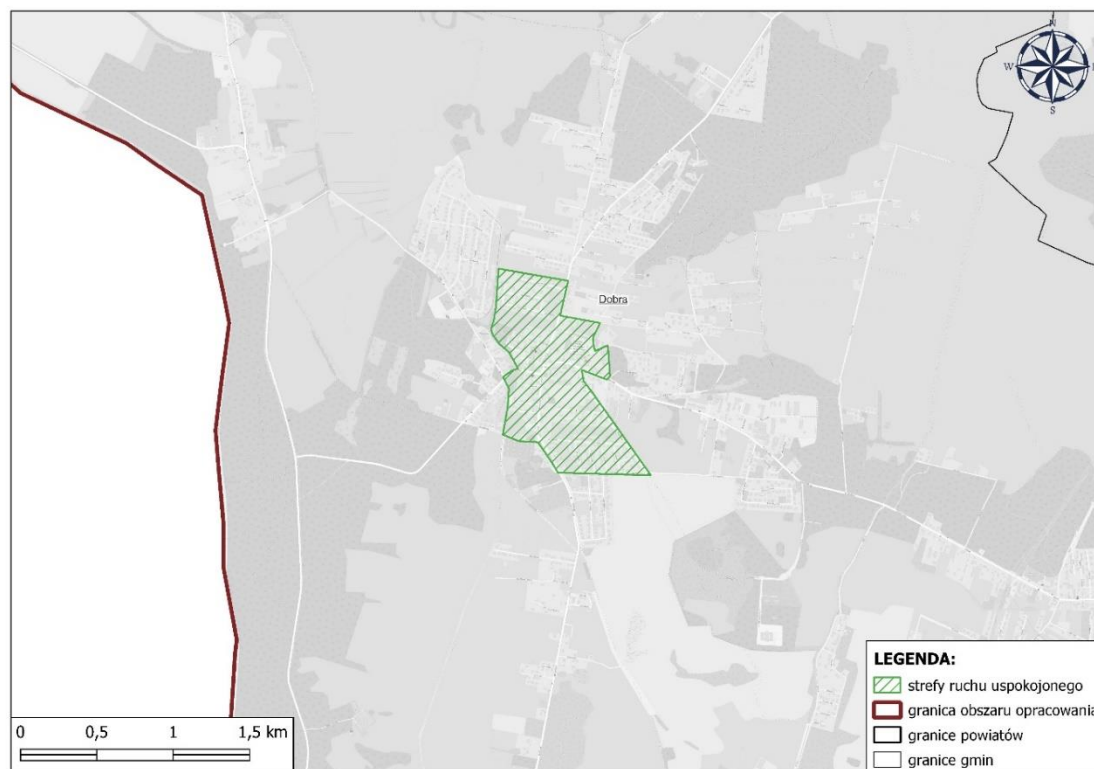 N
W
S
Dobra
LEGENDA:
strefy ruchu uspokojonego
granica obszaru opracowania
granice powiatów
granice gmin
0 0,5 1 1,5 km